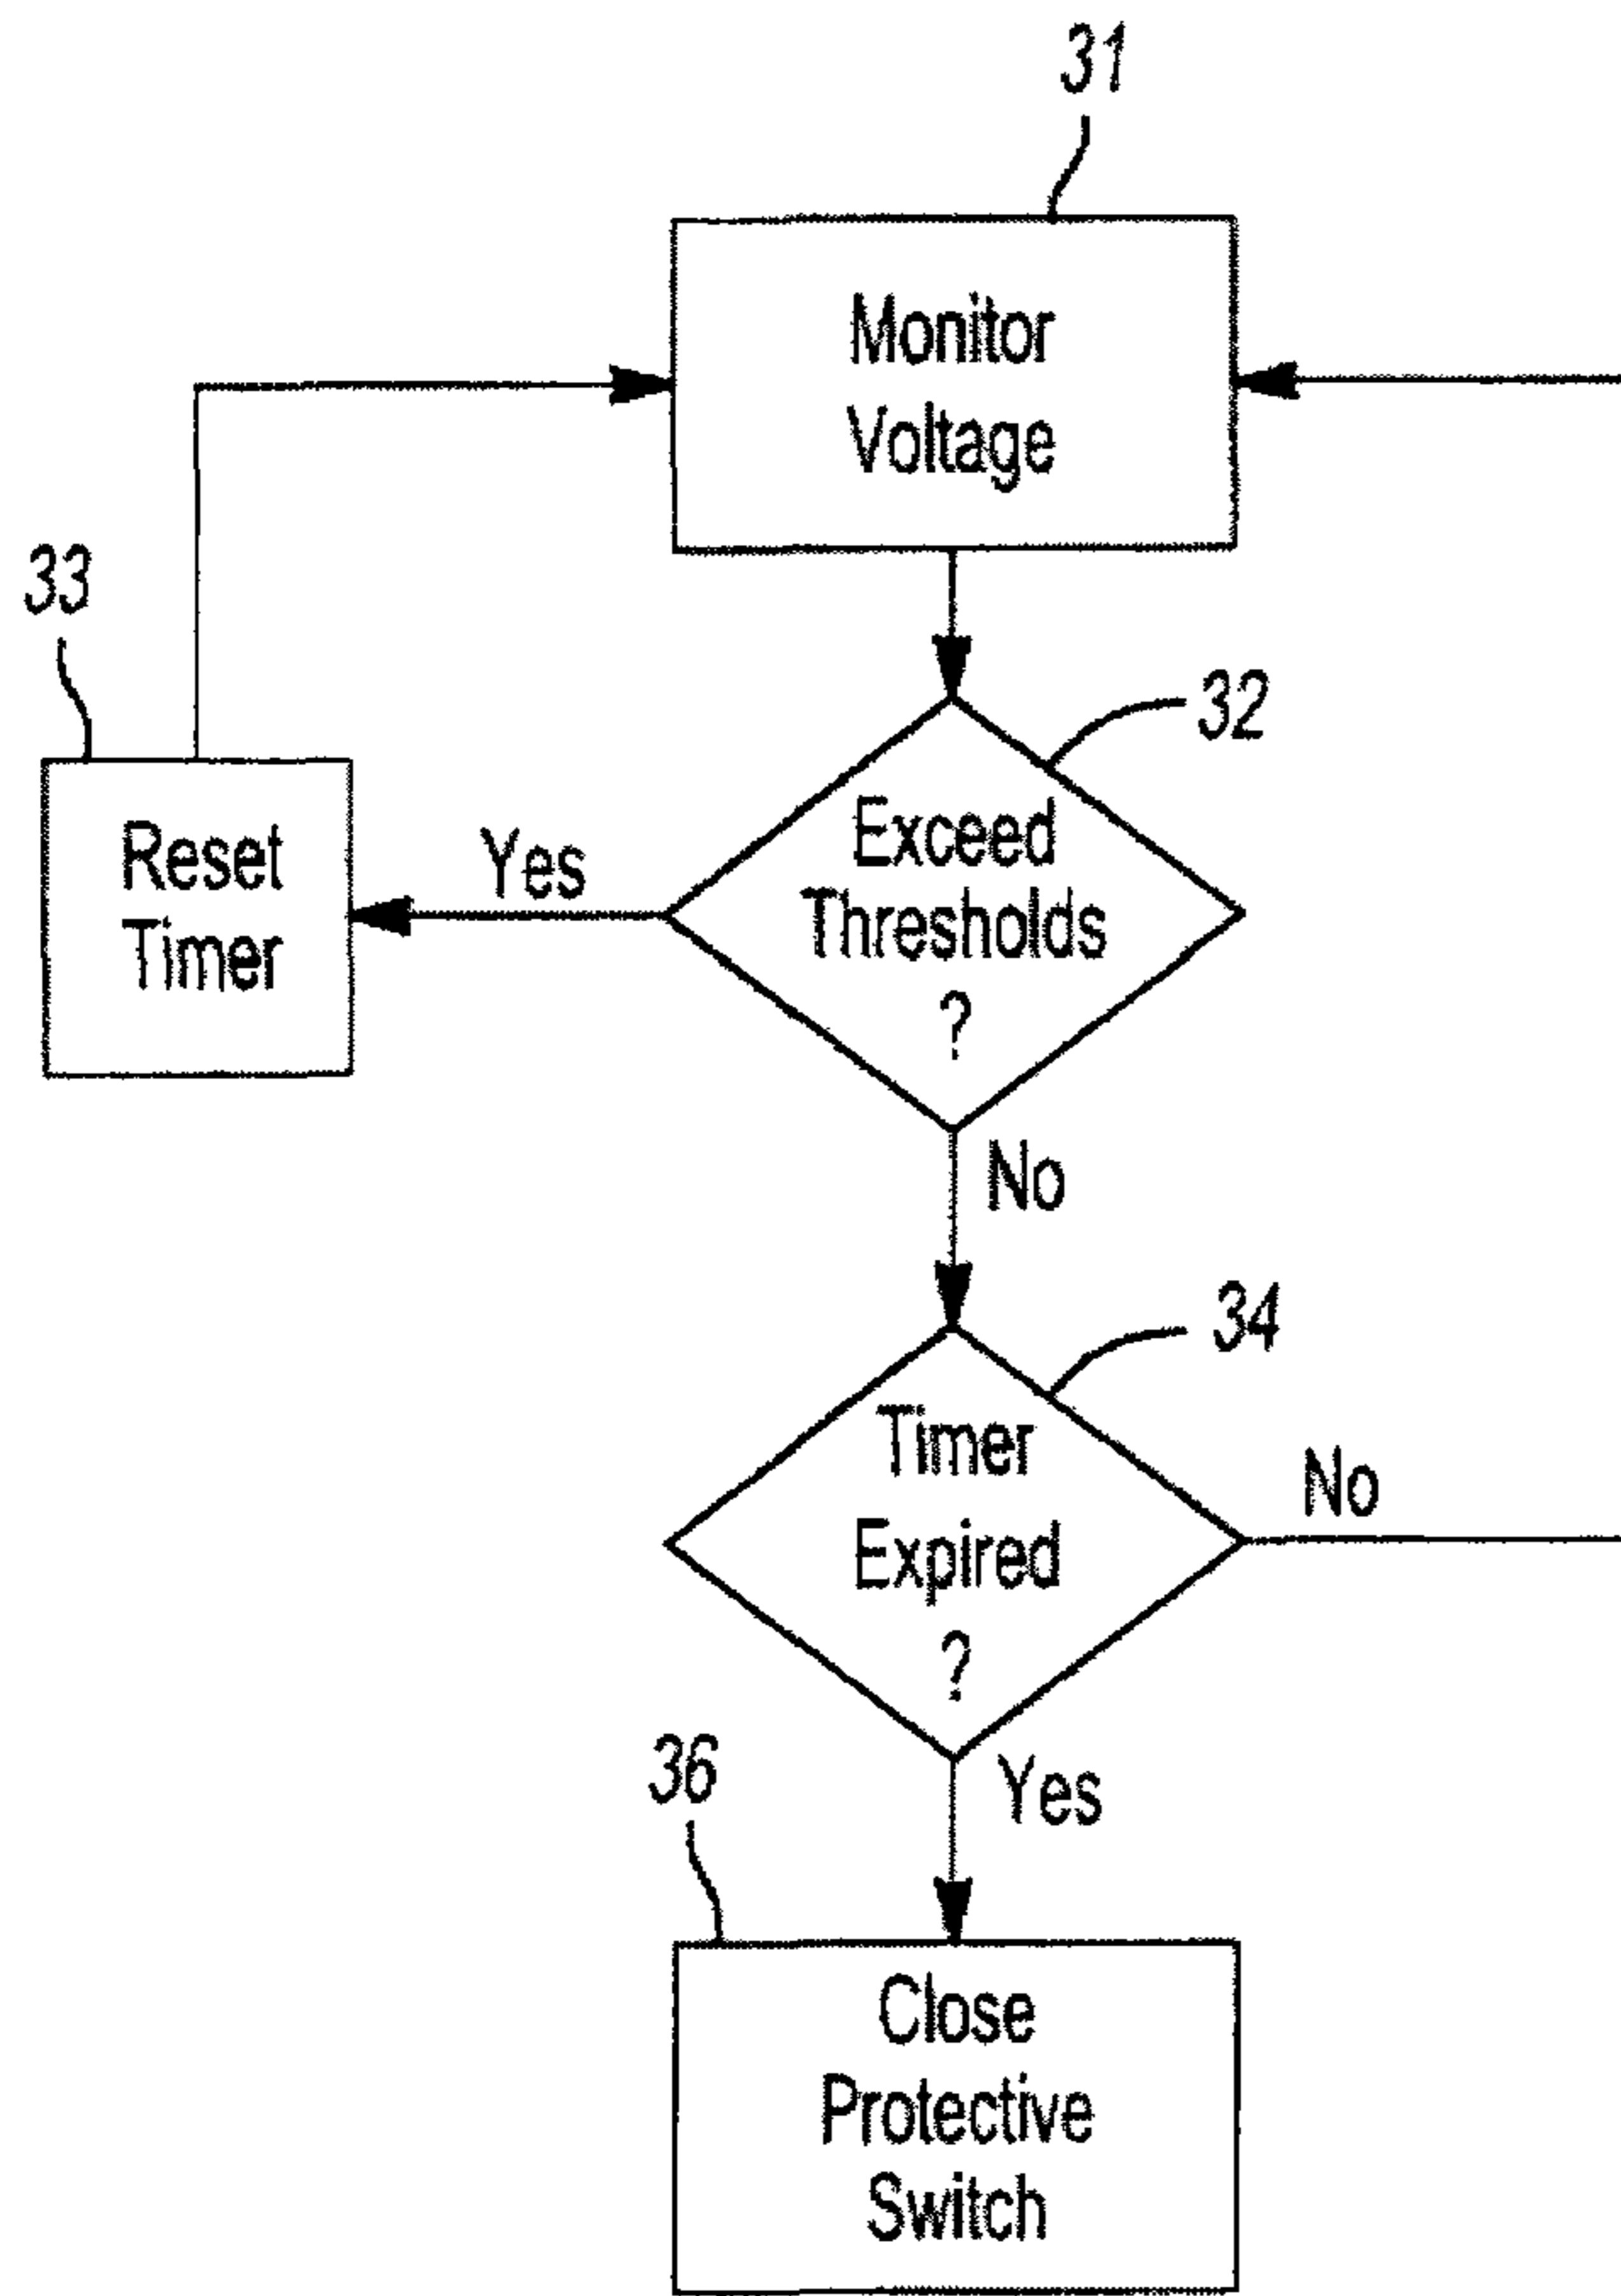 31
Monitor
Voltage
33
32
Reset
Timer
Yes
Exceed
Thresholds
?
No
34
Timer
Expired
?
No
36
Yes
Close
Protective
Switch